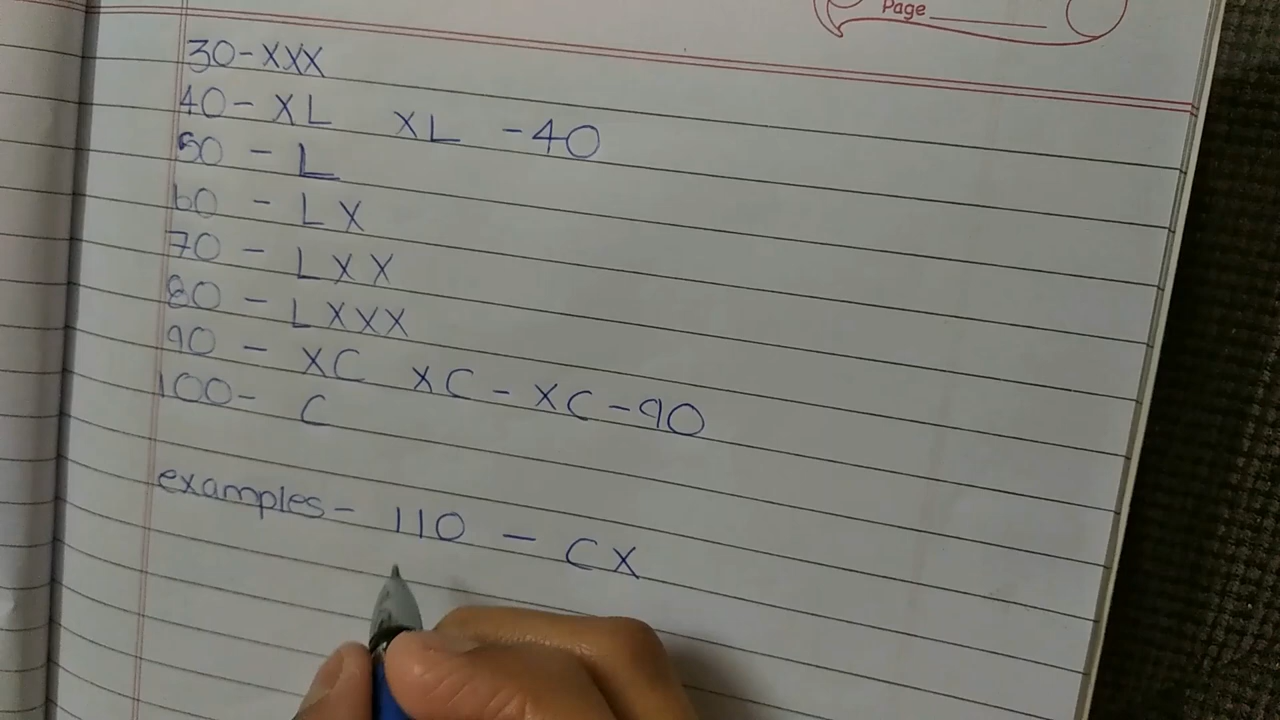 Page
30-XXX
40- XL XL -40
50 - L
60 - LX
70 - LXX
80 - LXXX
90 - XC XC - XC -90
100- C
examples- 110 - CX